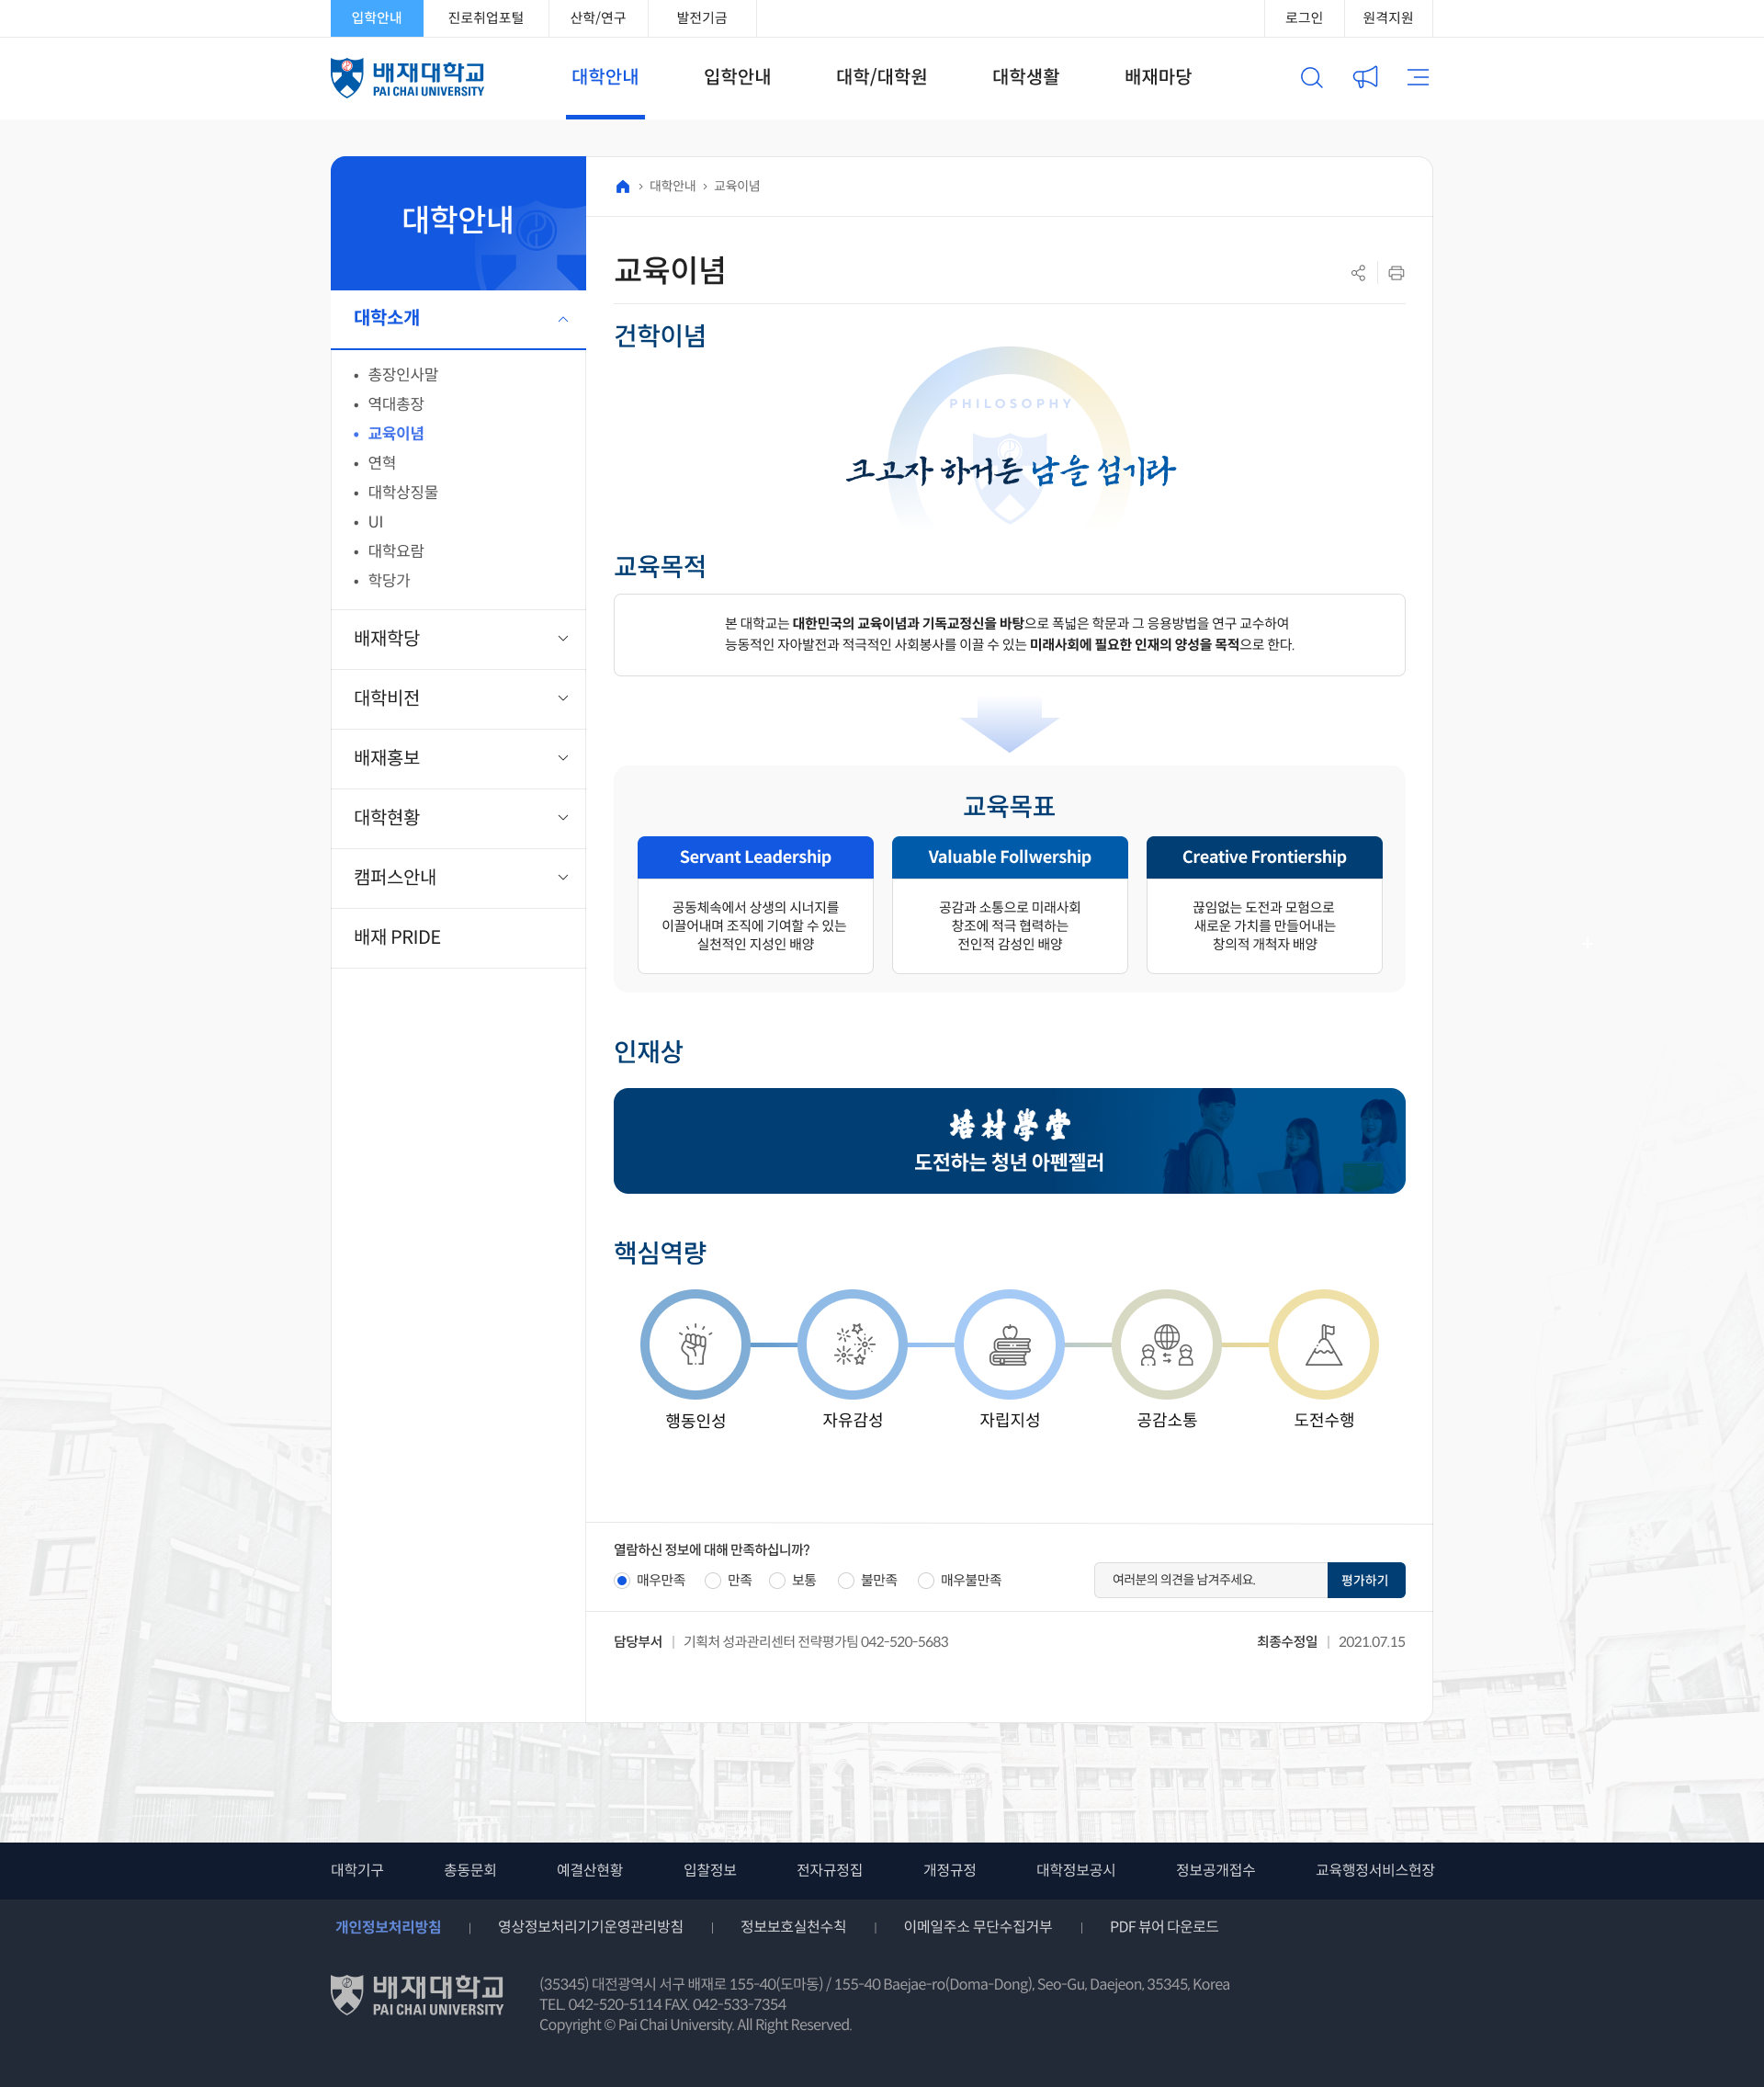 입학안내 진로취업포털 산학/연구 발전기금 로그인 원격지원
배재대학교
PAI CHAI UNIVERSITY
대학안내 입학안내 대학/대학원 대학생활 배재마당
대학안내
대학소개
총장인사말
역대총장
교육이념
연혁
대학상징물
UI
대학요람
학당가
배재학당
대학비전
배재홍보
대학현황
캠퍼스안내
배재 PRIDE
> 대학안내 > 교육이념
교육이념
건학이념
PHILOSOPHY
크고자 하거든 남을 섬기라
교육목적
본 대학교는 대한민국의 교육이념과 기독교정신을 바탕으로 폭넓은 학문과 그 응용방법을 연구 교수하여
능동적인 자아발전과 적극적인 사회봉사를 이끌 수 있는 미래사회에 필요한 인재의 양성을 목적으로 한다.
교육목표
Servant Leadership
공동체속에서 상생의 시너지를
이끌어내며 조직에 기여할 수 있는
실천적인 지성인 배양
Valuable Follwership
공감과 소통으로 미래사회
창조에 적극 협력하는
전인적 감성인 배양
Creative Frontiership
끊임없는 도전과 모험으로
새로운 가치를 만들어내는
창의적 개척자 배양
인재상
培材學堂
도전하는 청년 아펜젤러
핵심역량
행동인성 자유감성 자립지성 공감소통 도전수행
열람하신 정보에 대해 만족하십니까?
매우만족 만족 보통 불만족 매우불만족 여러분의 의견을 남겨주세요. 평가하기
담당부서 | 기획처 성과관리센터 전략평가팀 042-520-5683 최종수정일 | 2021.07.15
대학기구 총동문회 예결산현황 입찰정보 전자규정집 개정규정 대학정보공시 정보공개접수 교육행정서비스헌장
개인정보처리방침 | 영상정보처리기기운영관리방침 | 정보보호실천수칙 | 이메일주소 무단수집거부 | PDF 뷰어 다운로드
배재대학교
PAI CHAI UNIVERSITY
(35345) 대전광역시 서구 배재로 155-40(도마동) / 155-40 Baejae-ro(Doma-Dong), Seo-Gu, Daejeon, 35345, Korea
TEL. 042-520-5114 FAX. 042-533-7354
Copyright © Pai Chai University. All Right Reserved.